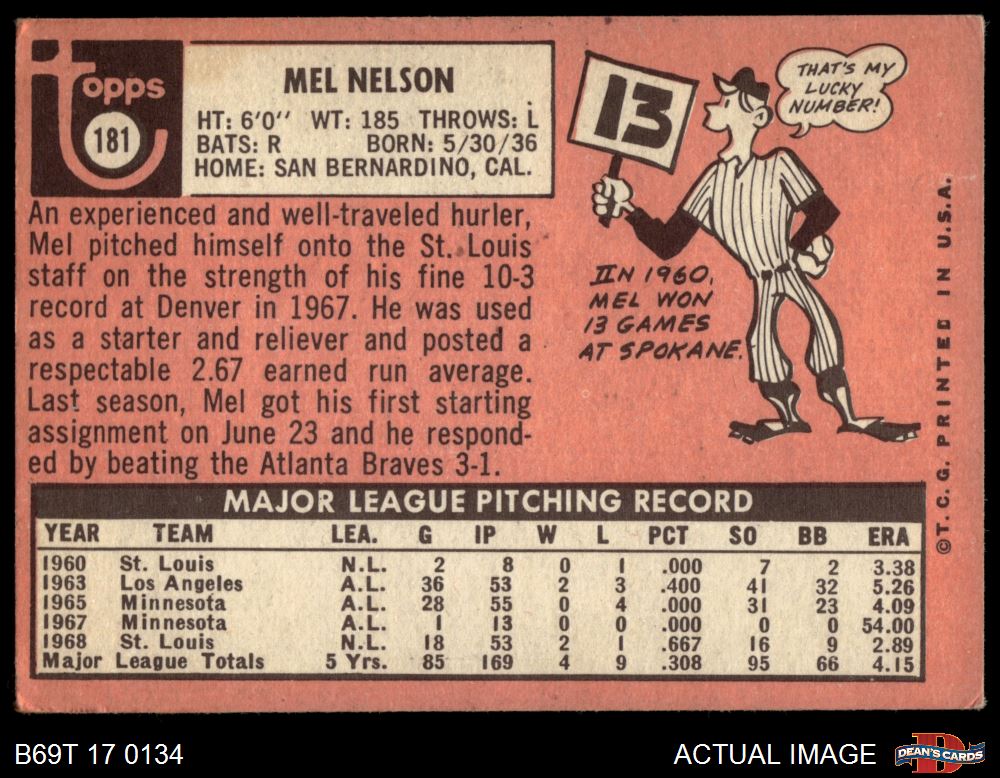 topps
181
MEL NELSON
HT: 6'0" WT: 185 THROWS: L
BATS: R BORN: 5/30/36
HOME: SAN BERNARDINO, CAL.
An experienced and well-traveled hurler,
Mel pitched himself onto the St. Louis
staff on the strength of his fine 10-3
record at Denver in 1967. He was used
as a starter and reliever and posted a
respectable 2.67 earned run average.
Last season, Mel got his first starting
assignment on June 23 and he respond-
ed by beating the Atlanta Braves 3-1.
13
THAT'S MY
LUCKY
NUMBER!
IN 1960,
MEL WON
13 GAMES
AT SPOKANE.
MAJOR LEAGUE PITCHING RECORD
YEAR TEAM LEA. G IP W L PCT SO BB ERA
1960 St. Louis N.L. 2 8 0 1 .000 7 2 3.38
1963 Los Angeles A.L. 36 53 2 3 .400 41 32 5.26
1965 Minnesota A.L. 28 55 0 4 .000 31 23 4.09
1967 Minnesota A.L. 1 13 0 0 .000 0 0 54.00
1968 St. Louis N.L. 18 53 2 1 .667 16 9 2.89
Major League Totals 5 Yrs. 85 169 4 9 .308 95 66 4.15
©T.C.G. PRINTED IN U.S.A.
B69T 17 0134
ACTUAL IMAGE
D
DEAN'S CARDS